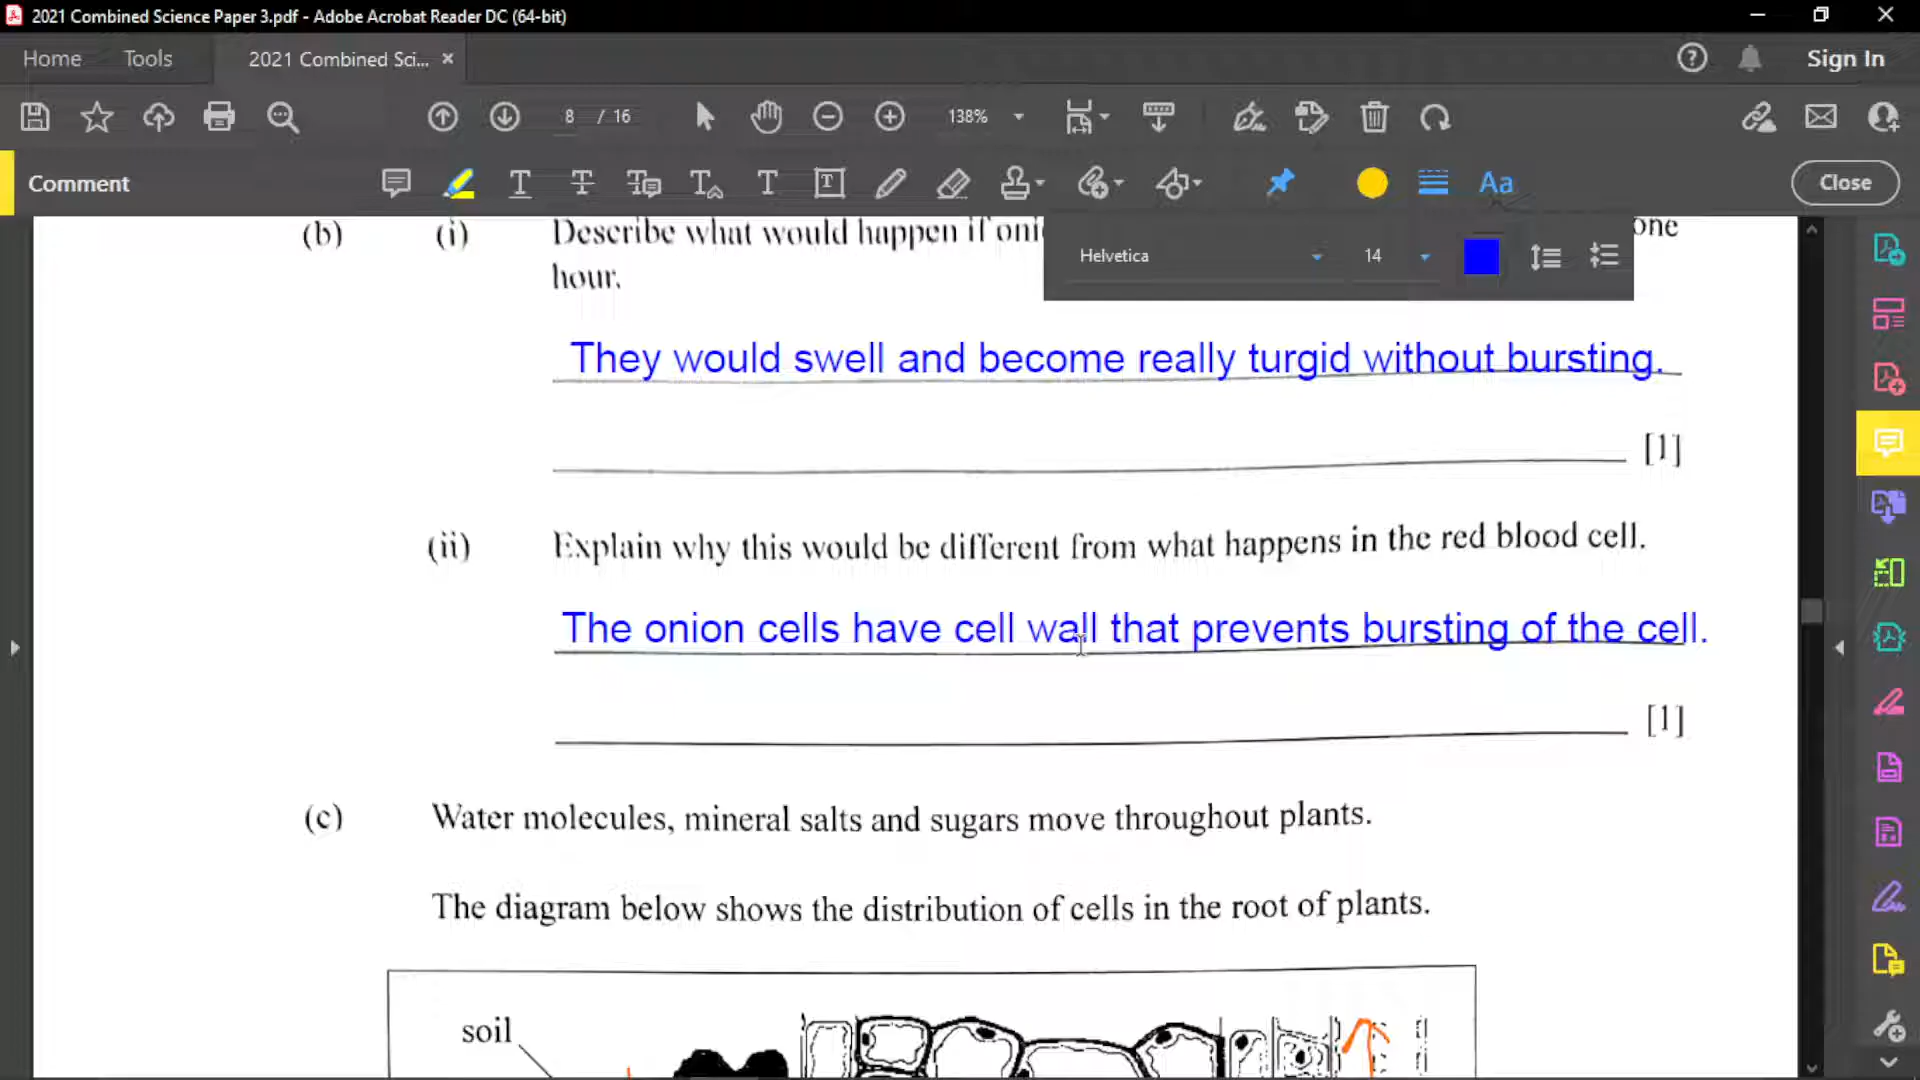 2021 Combined Science Paper 3.pdf - Adobe Acrobat Reader DC (64-bit)
Home Tools 2021 Combined Sci... × Sign In
8 / 16 138%
Comment Aa Close
Helvetica 14
(b) (i) Describe what would happen if oni one
hour.
They would swell and become really turgid without bursting.
[1]
(ii) Explain why this would be different from what happens in the red blood cell.
The onion cells have cell wall that prevents bursting of the cell.
[1]
(c) Water molecules, mineral salts and sugars move throughout plants.
The diagram below shows the distribution of cells in the root of plants.
soil